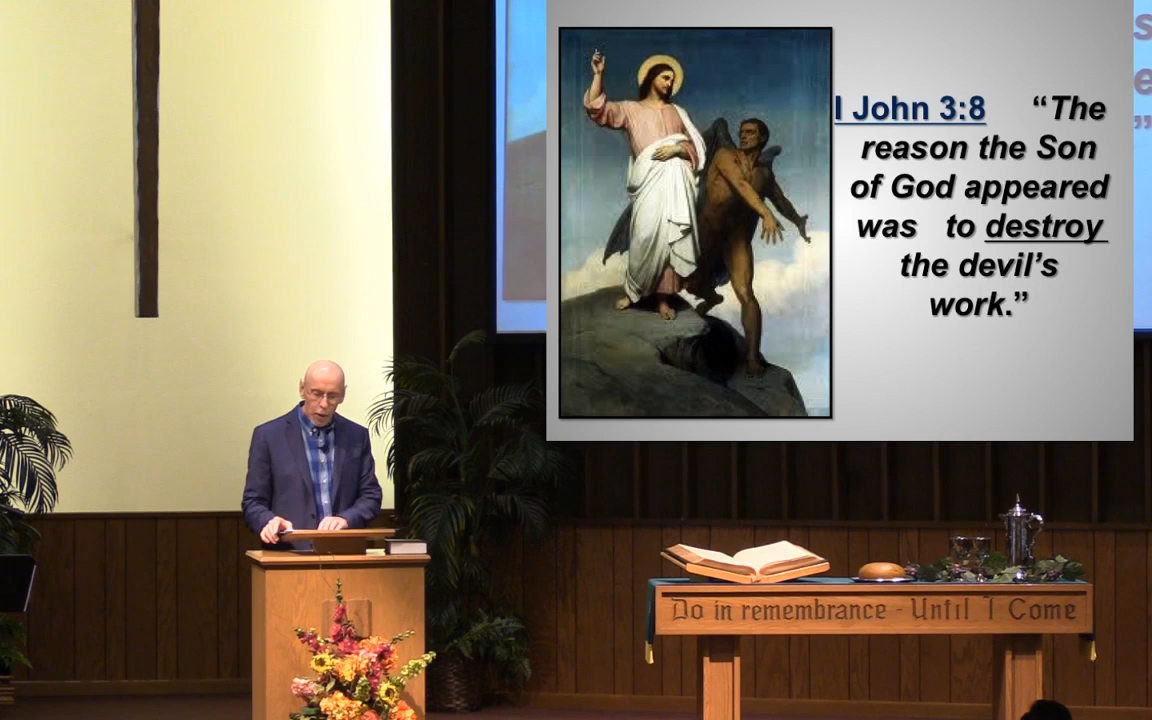 I John 3:8 “The
reason the Son
of God appeared
was to destroy
the devil’s
work.”
s
e
”
Do in remembrance - Until I Come